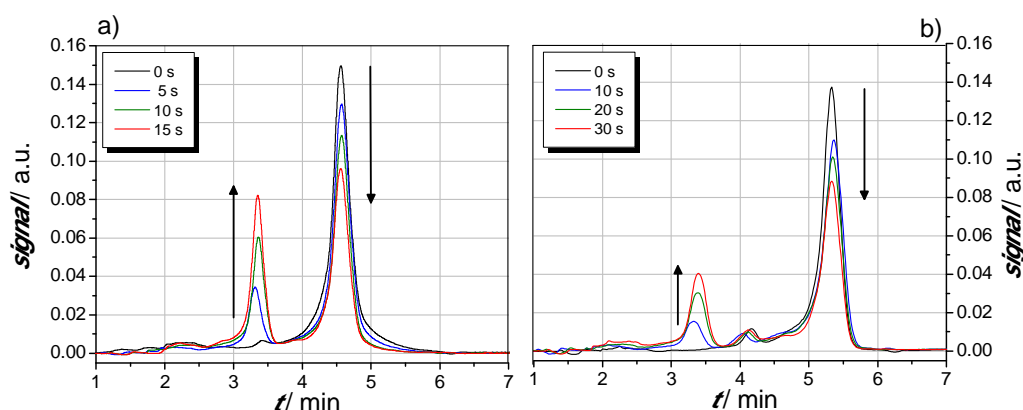 a)
0.16
0.14
0.12
0.10
0.08
0.06
0.04
0.02
0.00
signal/ a.u.
0 s
5 s
10 s
15 s
1 2 3 4 5 6 7
t/ min
b)
0 s
10 s
20 s
30 s
0.16
0.14
0.12
0.10
0.08
0.06
0.04
0.02
0.00
signal/ a.u.
1 2 3 4 5 6 7
t/ min